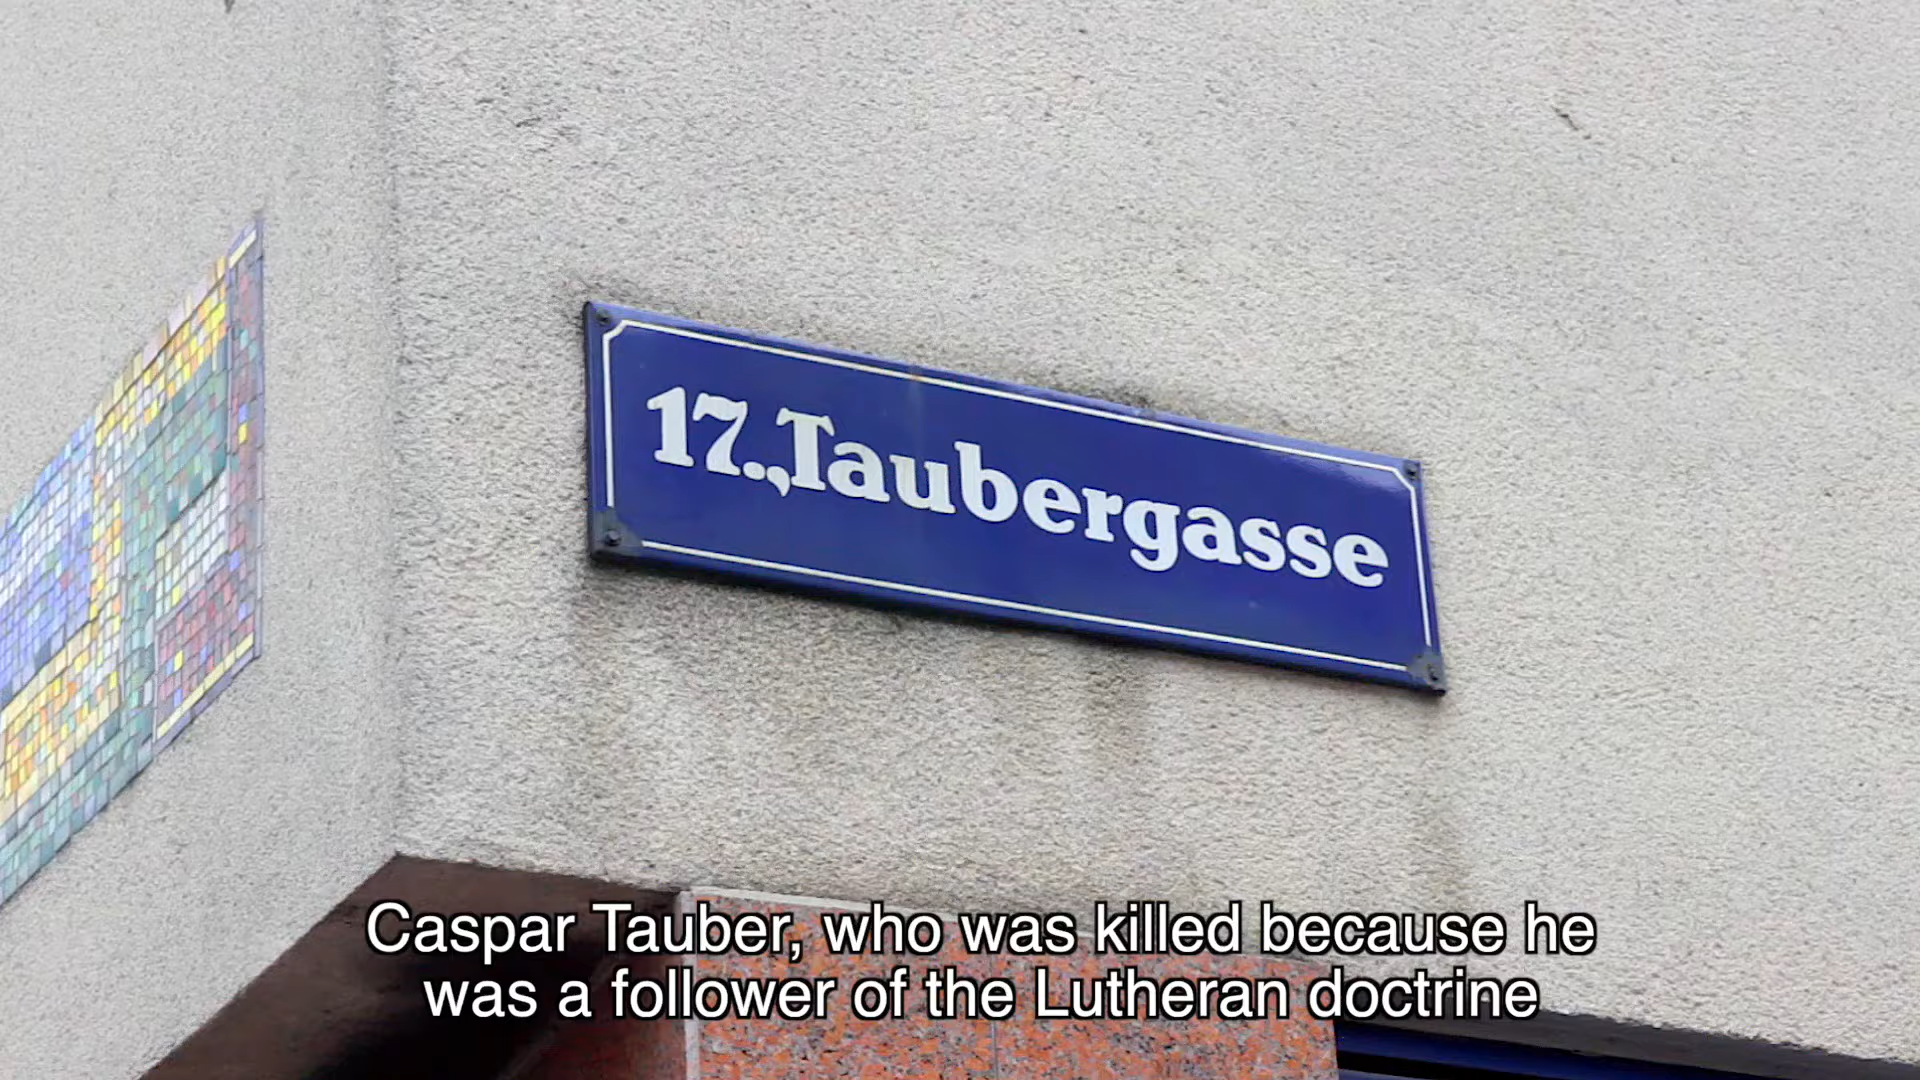 17.,Taubergasse
Caspar Tauber, who was killed because he
was a follower of the Lutheran doctrine